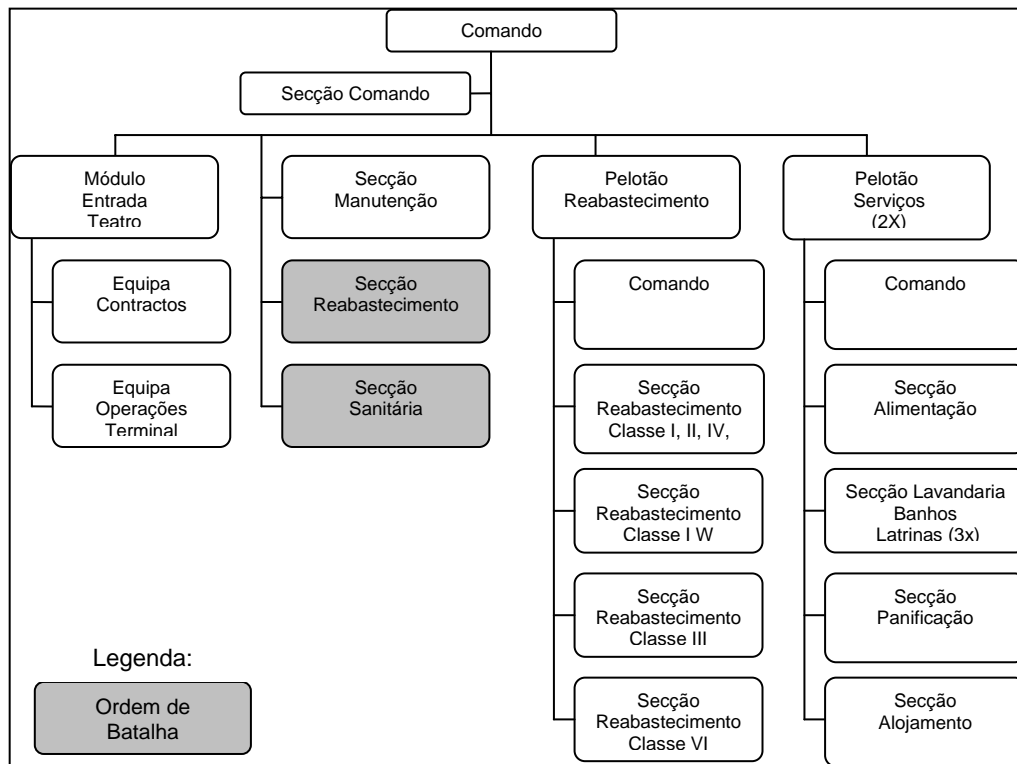 Comando
Secção Comando
Módulo
Entrada
Teatro
Secção
Manutenção
Pelotão
Reabastecimento
Pelotão
Serviços
(2X)
Equipa
Contractos
Secção
Reabastecimento
Comando
Comando
Equipa
Operações
Terminal
Secção
Sanitária
Secção
Reabastecimento
Classe I, II, IV,
Secção
Alimentação
Secção
Reabastecimento
Classe I W
Secção Lavandaria
Banhos
Latrinas (3x)
Secção
Reabastecimento
Classe III
Secção
Panificação
Secção
Reabastecimento
Classe VI
Secção
Alojamento
Legenda:
Ordem de
Batalha